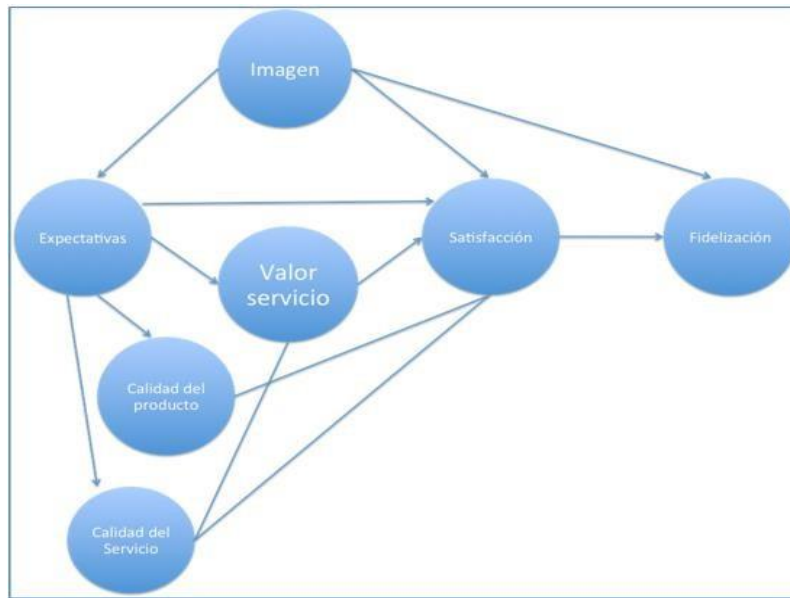 Imagen
Expectativas
Satisfacción
Fidelización
Valor
servicio
Calidad del
producto
Calidad del
Servicio